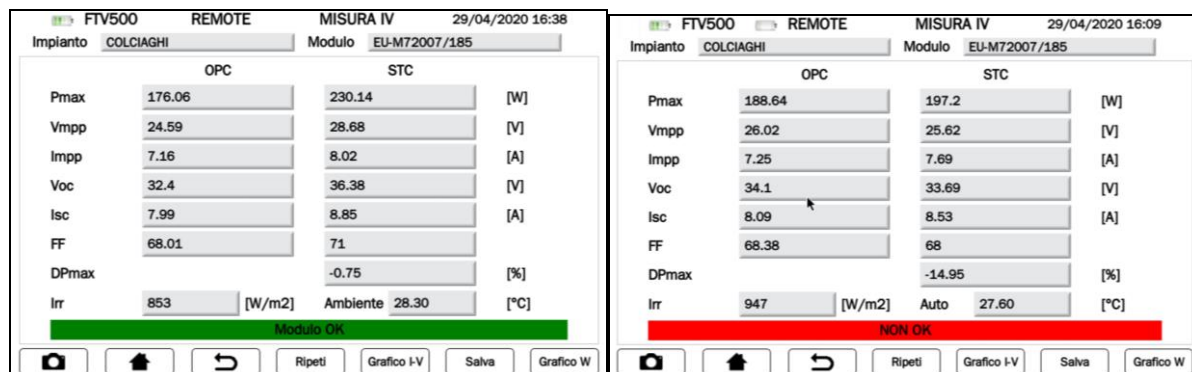 FTV500 REMOTE MISURA IV 29/04/2020 16:38
Impianto COLCIAGHI Modulo EU-M72007/185
OPC STC
Pmax 176.06 230.14 [W]
Vmpp 24.59 28.68 [V]
Impp 7.16 8.02 [A]
Voc 32.4 36.38 [V]
Isc 7.99 8.85 [A]
FF 68.01 71
DPmax -0.75 [%]
Irr 853 [W/m2] Ambiente 28.30 [°C]
Modulo OK
Ripeti Grafico I-V Salva Grafico W
FTV500 REMOTE MISURA IV 29/04/2020 16:09
Impianto COLCIAGHI Modulo EU-M72007/185
OPC STC
Pmax 188.64 197.2 [W]
Vmpp 26.02 25.62 [V]
Impp 7.25 7.69 [A]
Voc 34.1 33.69 [V]
Isc 8.09 8.53 [A]
FF 68.38 68
DPmax -14.95 [%]
Irr 947 [W/m2] Auto 27.60 [°C]
NON OK
Ripeti Grafico I-V Salva Grafico W